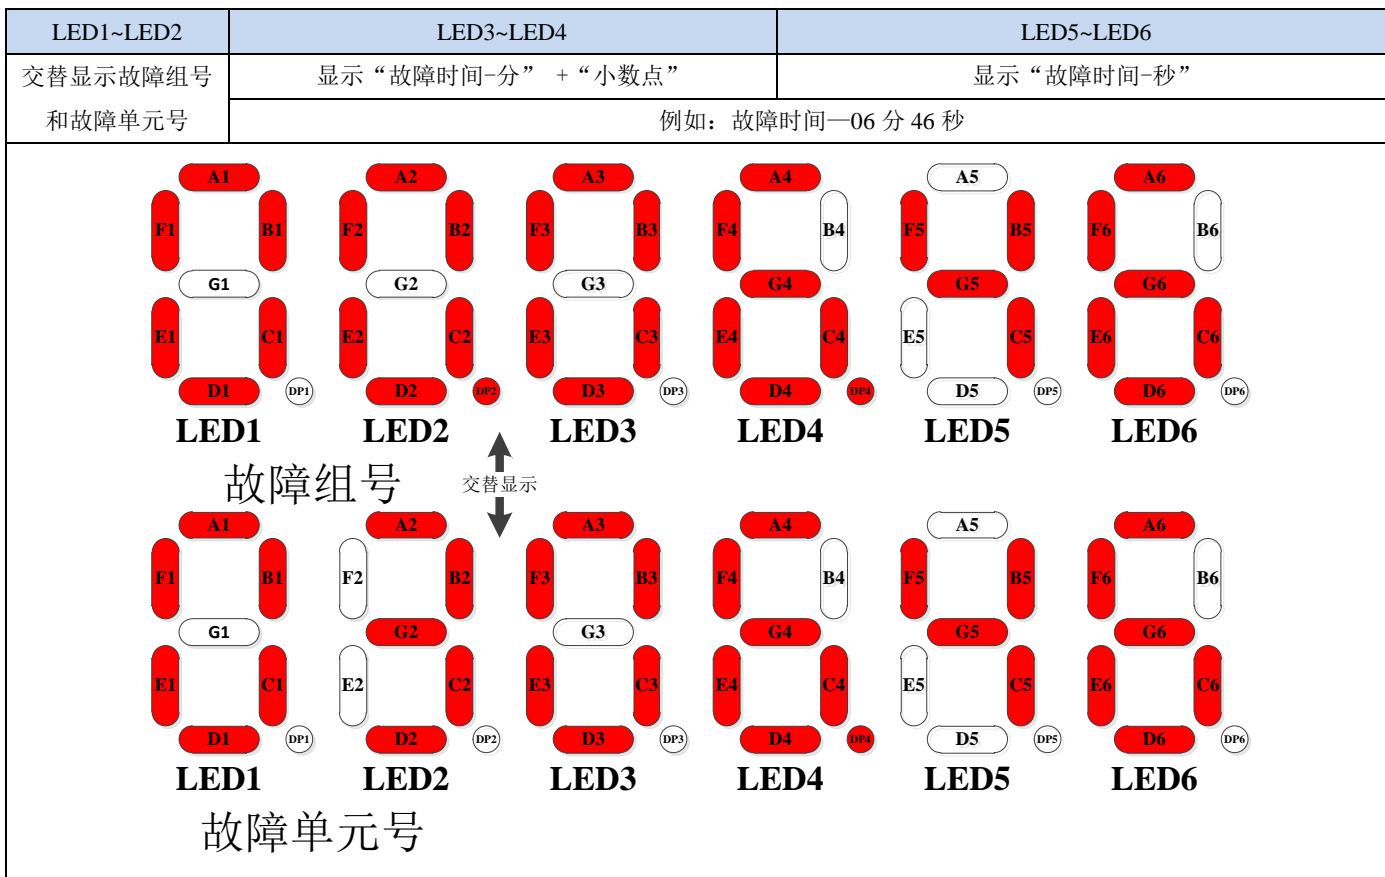 LED1~LED2 LED3~LED4 LED5~LED6
交替显示故障组号 显示“故障时间-分” +“小数点” 显示“故障时间-秒”
和故障单元号 例如：故障时间—06 分 46 秒
A1 A2 A3 A4 A5 A6
F1 B1 F2 B2 F3 B3 F4 B4 F5 B5 F6 B6
G1 G2 G3 G4 G5 G6
E1 C1 E2 C2 E3 C3 E4 C4 E5 C5 E6 C6
D1 DP1 D2 DP2 D3 DP3 D4 DP4 D5 DP5 D6 DP6
LED1 LED2 LED3 LED4 LED5 LED6
故障组号 交替显示
A1 A2 A3 A4 A5 A6
F1 B1 F2 B2 F3 B3 F4 B4 F5 B5 F6 B6
G1 G2 G3 G4 G5 G6
E1 C1 E2 C2 E3 C3 E4 C4 E5 C5 E6 C6
D1 DP1 D2 DP2 D3 DP3 D4 DP4 D5 DP5 D6 DP6
LED1 LED2 LED3 LED4 LED5 LED6
故障单元号